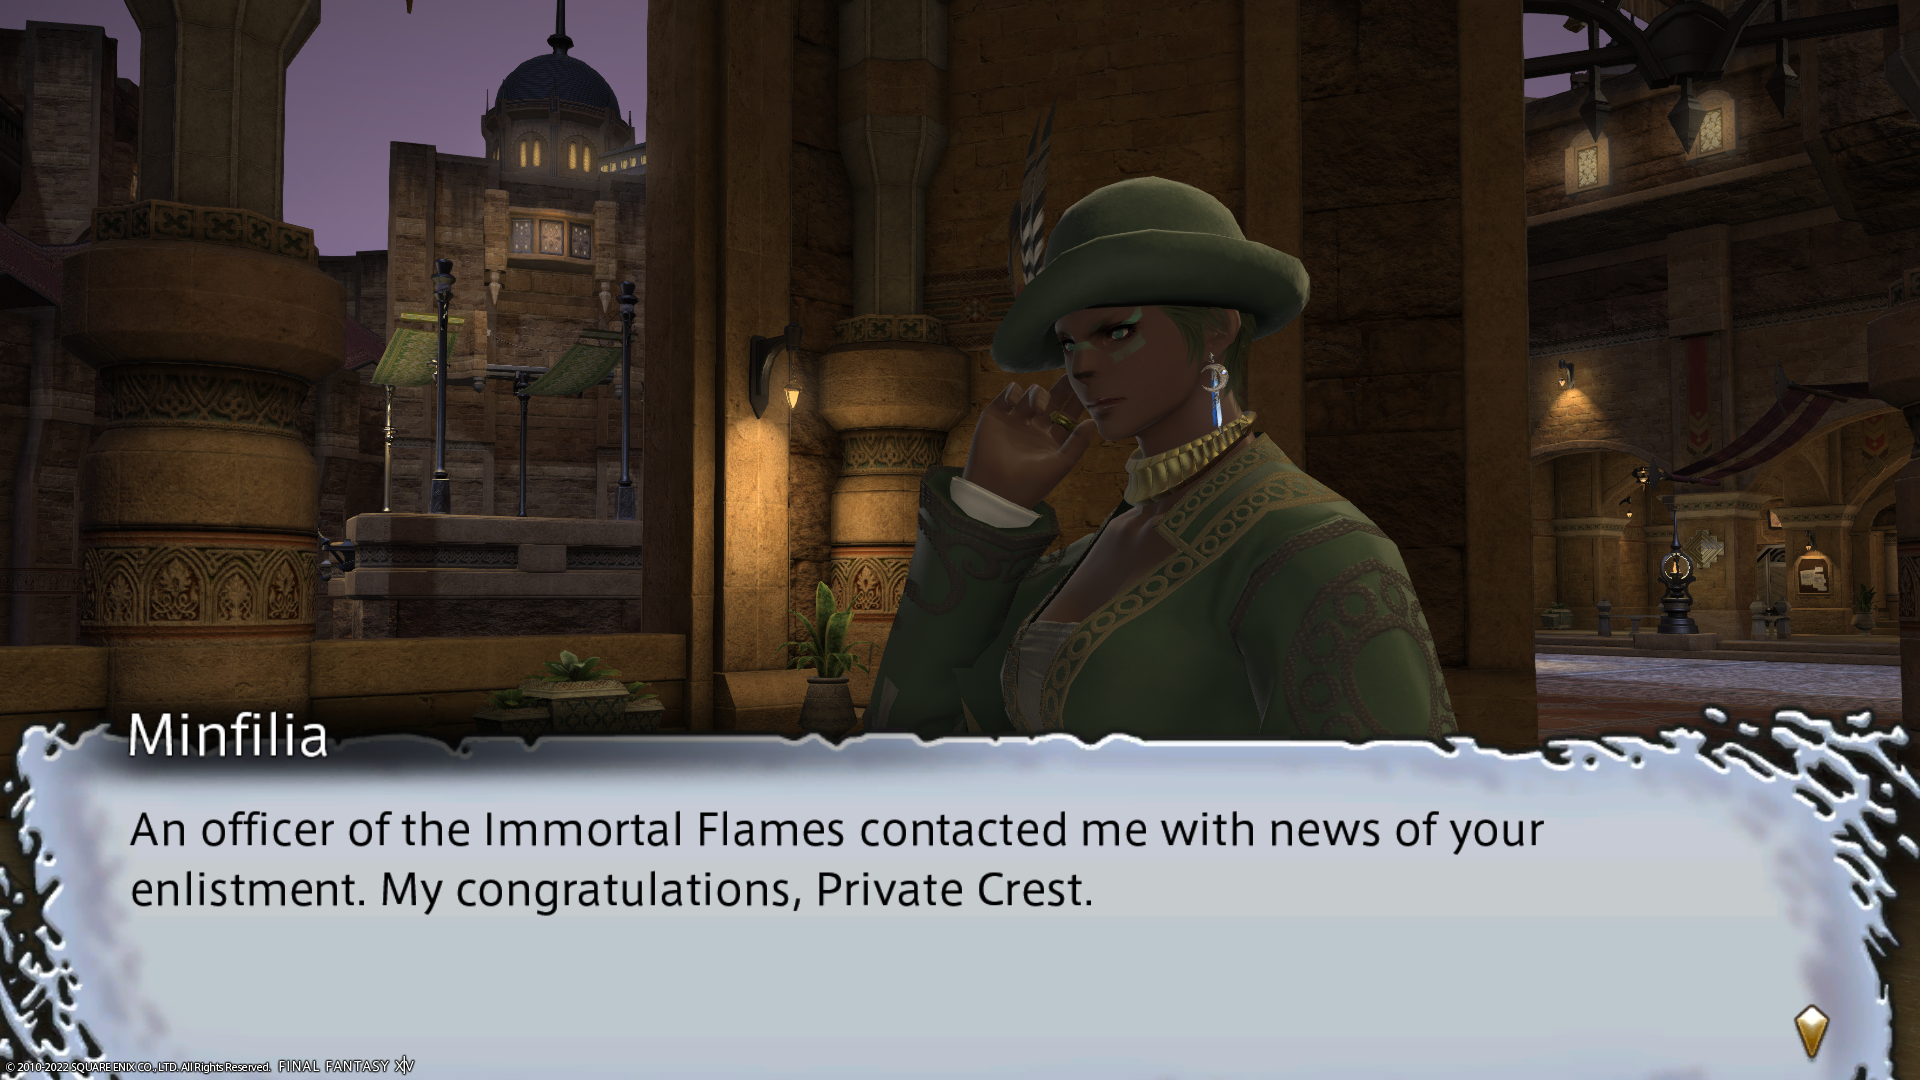 Minfilia
An officer of the Immortal Flames contacted me with news of your
enlistment. My congratulations, Private Crest.
© 2010-2022 SQUARE ENIX CO., LTD. All Rights Reserved. FINAL FANTASY XIV